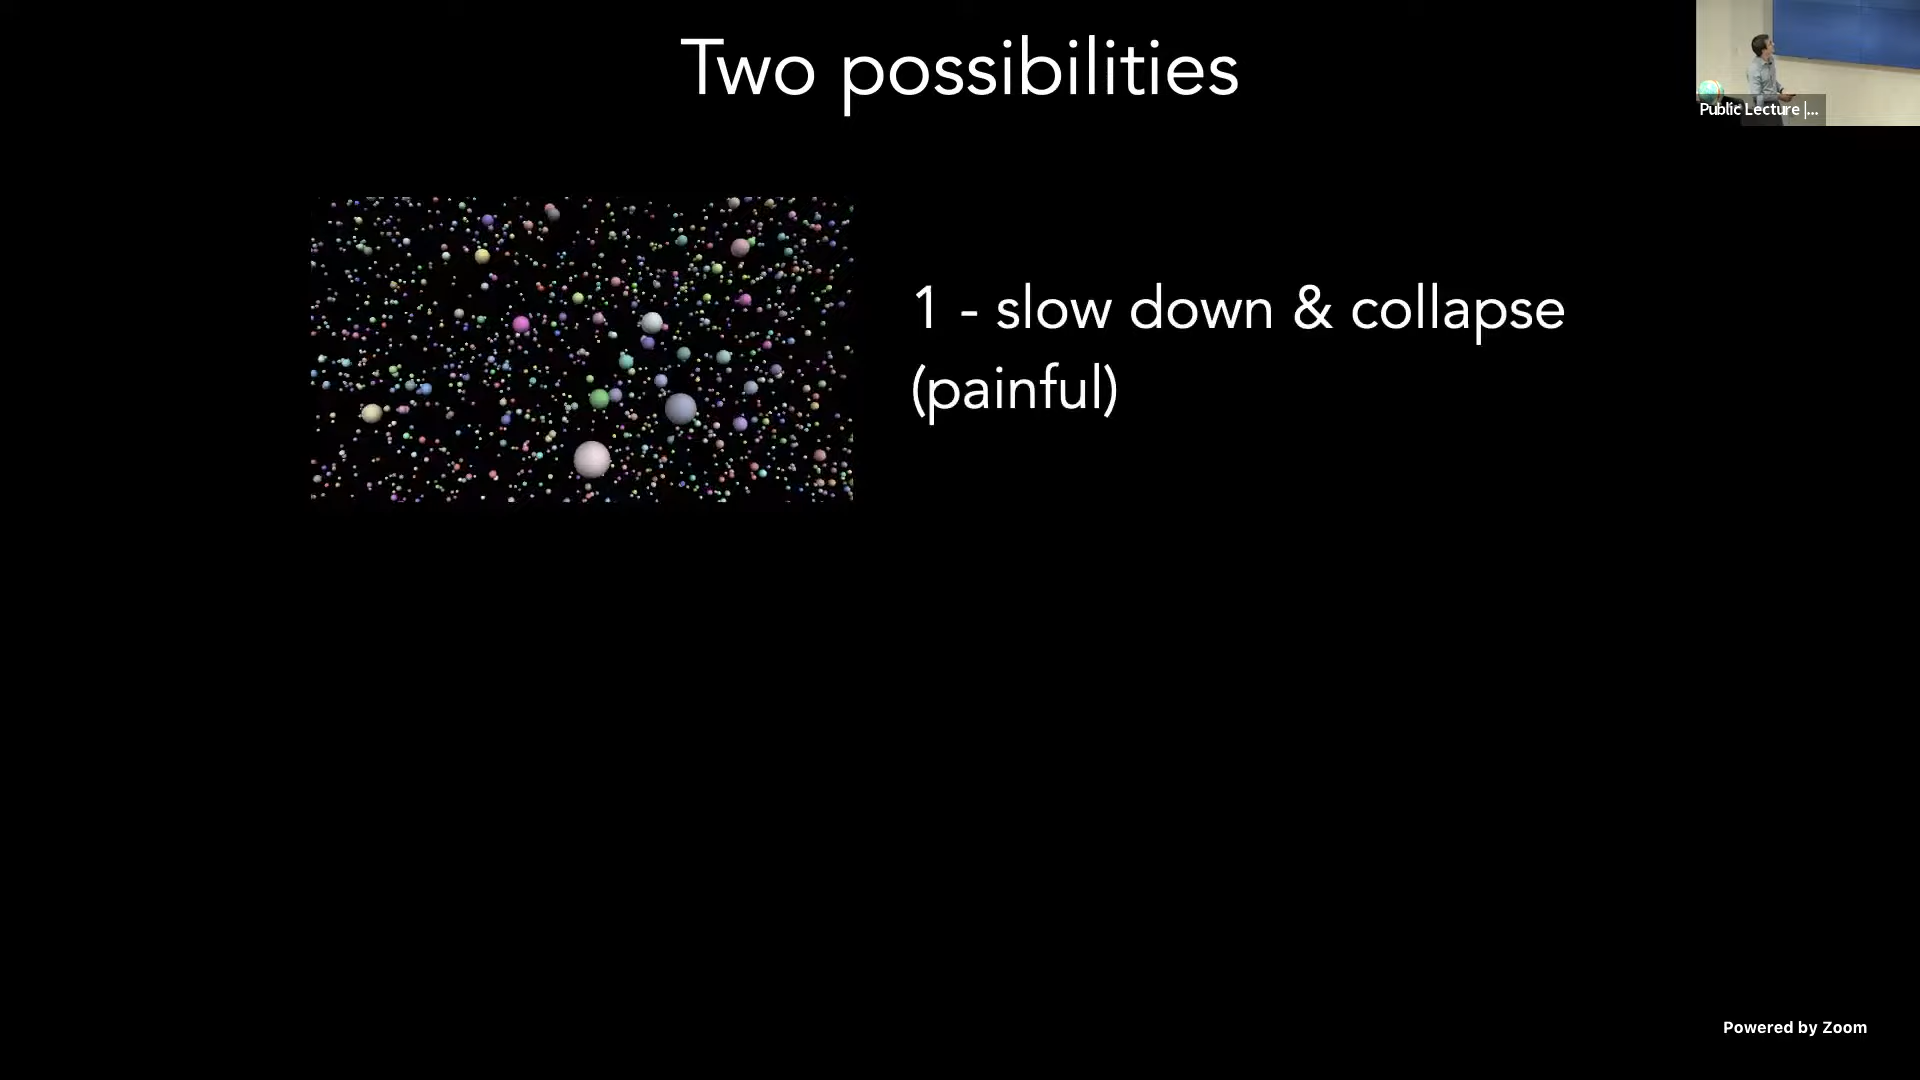 Two possibilities
Public Lecture |...
1 - slow down & collapse
(painful)
Powered by Zoom